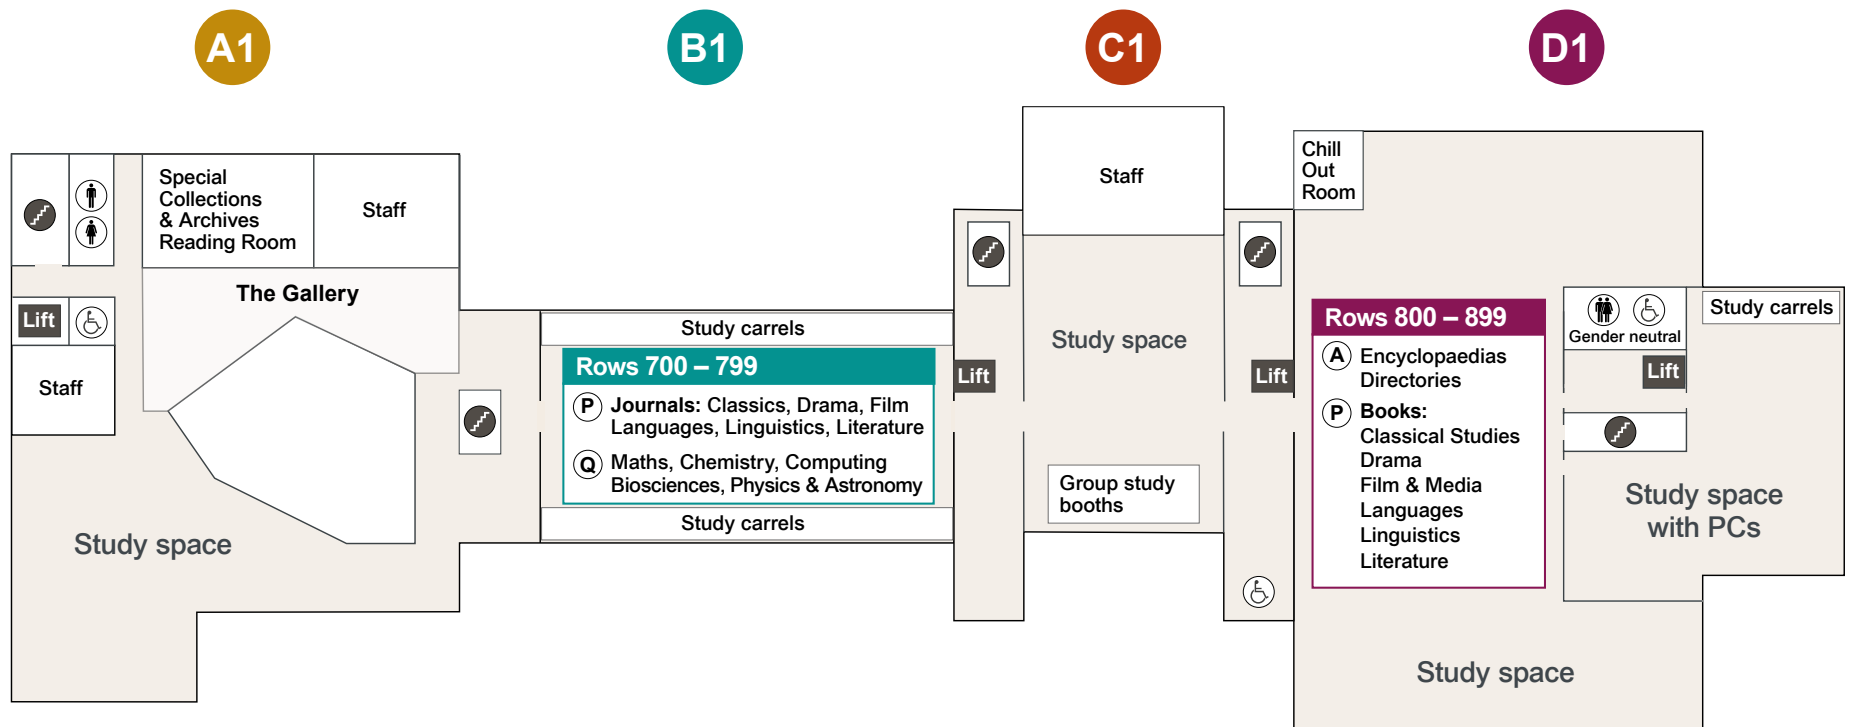 A1
B1
C1
D1
Special
Collections
& Archives
Reading Room
Staff
The Gallery
Lift
Staff
Study space
Study carrels
Rows 700 – 799
P Journals: Classics, Drama, Film
Languages, Linguistics, Literature
Q Maths, Chemistry, Computing
Biosciences, Physics & Astronomy
Study carrels
Lift
Staff
Study space
Group study
booths
Lift
Chill
Out
Room
Rows 800 – 899
A Encyclopaedias
Directories
P Books:
Classical Studies
Drama
Film & Media
Languages
Linguistics
Literature
Gender neutral
Lift
Study carrels
Study space
with PCs
Study space